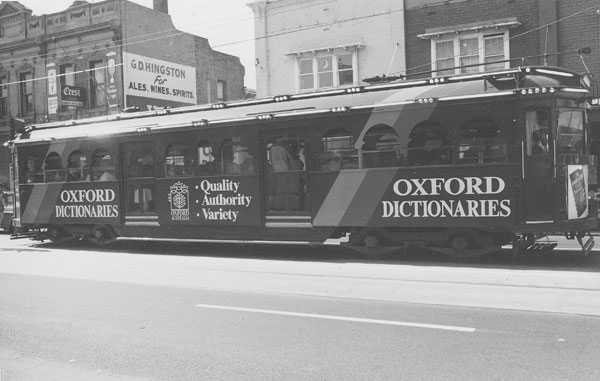 G.D. HINGSTON
For
ALES. WINES. SPIRITS.
Crest
OXFORD
DICTIONARIES
OXFORD
AUSTRALIA
· Quality
· Authority
· Variety
OXFORD
DICTIONARIES